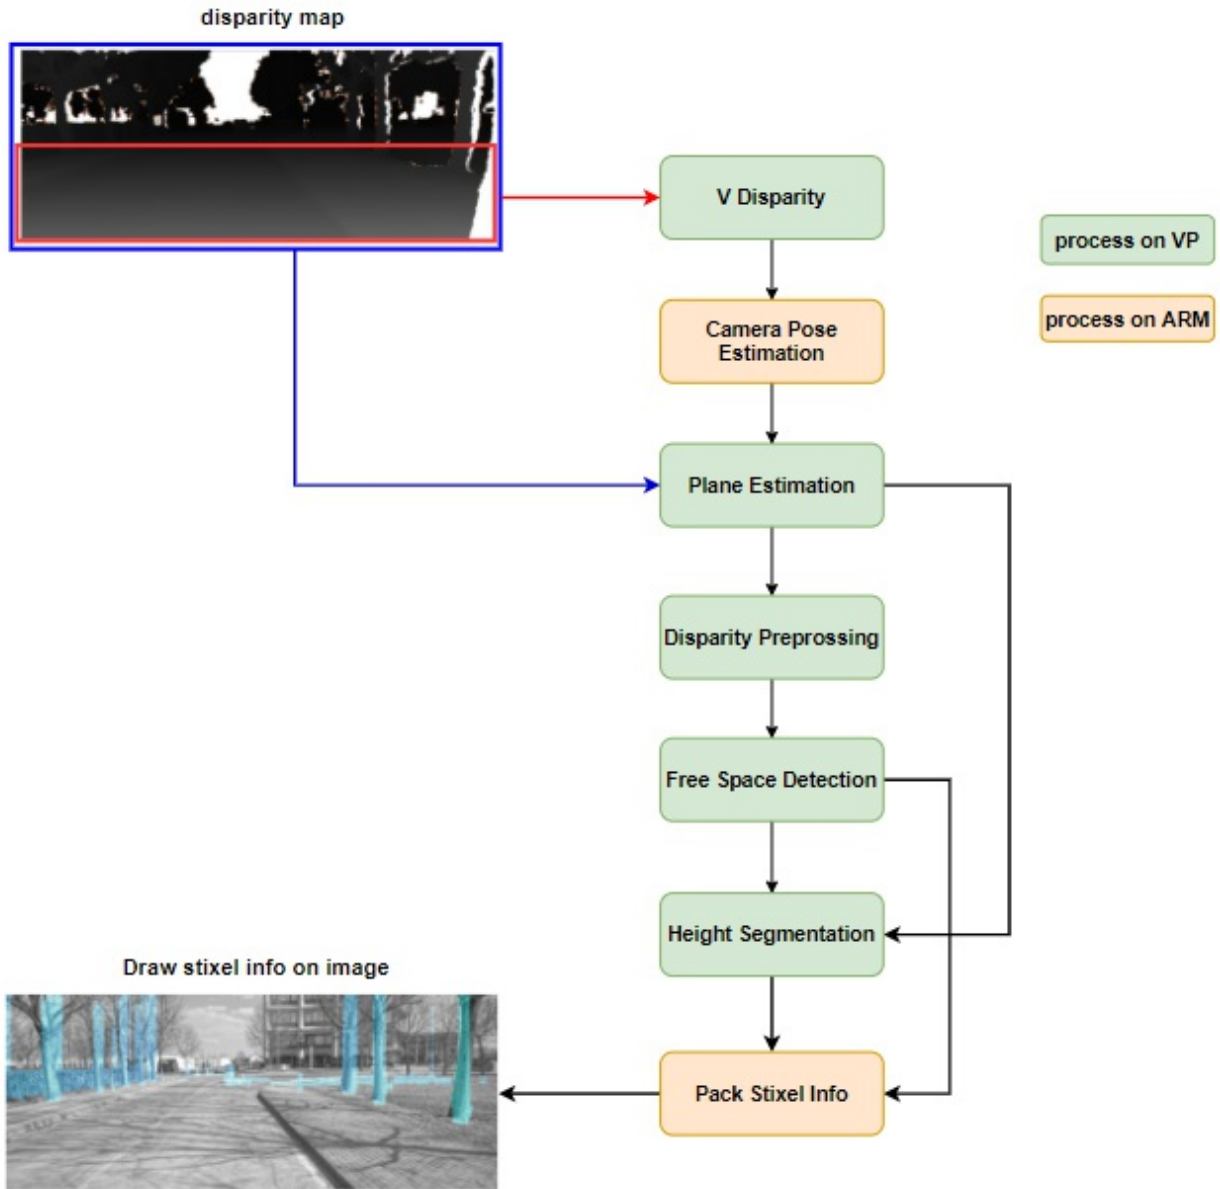 disparity map
V Disparity
process on VP
Camera Pose
Estimation
process on ARM
Plane Estimation
Disparity Preprossing
Free Space Detection
Height Segmentation
Draw stixel info on image
Pack Stixel Info